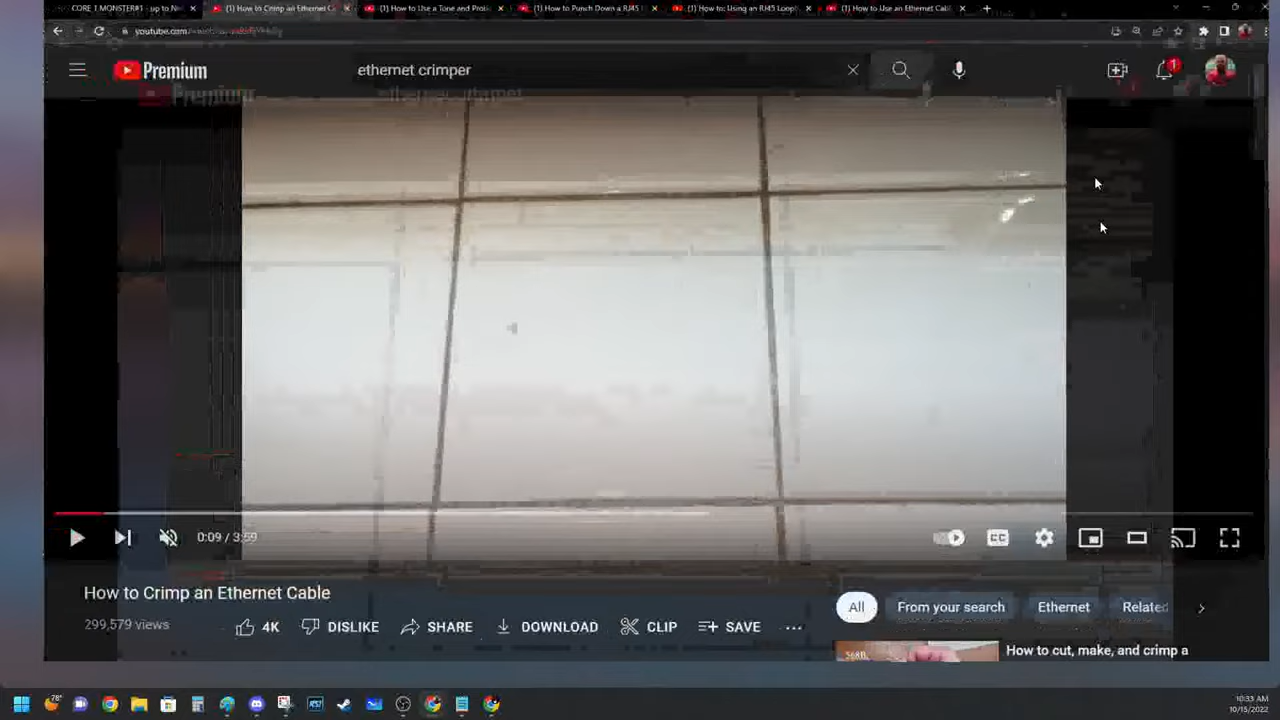 CORE 1 MONSTER#1 - up to N
(1) How to Crimp an Ethernet C
(1) How to Use a Tone and Prob
(1) How to Punch Down a RJ45
(1) How to: Using an RJ45 Loop
(1) How to Use an Ethernet Cab
youtube.com
Premium
ethernet crimper
1
0:09 / 3:59
CC
How to Crimp an Ethernet Cable
299,579 views
4K
DISLIKE
SHARE
DOWNLOAD
CLIP
SAVE
All
From your search
Ethernet
Related
568B
How to cut, make, and crimp a
78°
10:33 AM
10/15/2022